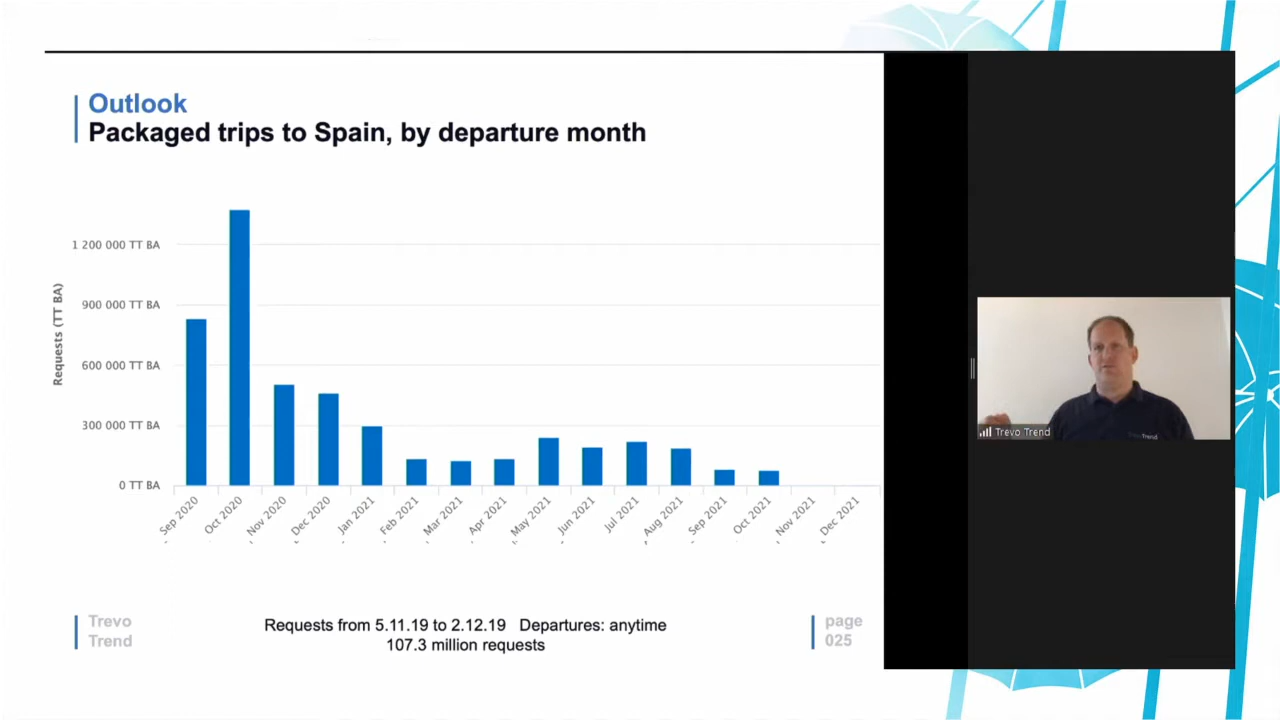 Outlook
Packaged trips to Spain, by departure month
Requests (TT BA)
1 200 000 TT BA
900 000 TT BA
600 000 TT BA
300 000 TT BA
0 TT BA
Sep 2020
Oct 2020
Nov 2020
Dec 2020
Jan 2021
Feb 2021
Mar 2021
Apr 2021
May 2021
Jun 2021
Jul 2021
Aug 2021
Sep 2021
Oct 2021
Nov 2021
Dec 2021
Trevo Trend
Trevo
Trend
Requests from 5.11.19 to 2.12.19 Departures: anytime
107.3 million requests
page
025